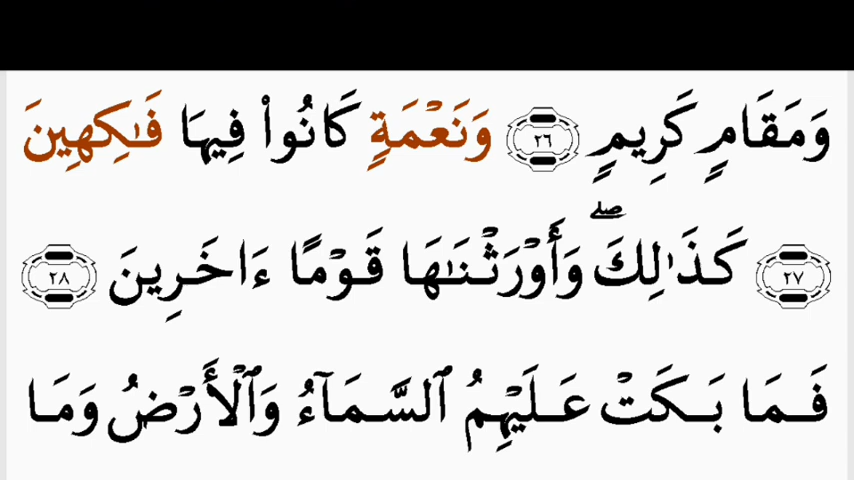 وَمَقَامٍ كَرِيمٍ ٢٦ وَنَعْمَةٍ كَانُوا۟ فِيهَا فَـٰكِهِينَ
٢٧ كَذَٰلِكَ ۖ وَأَوْرَثْنَـٰهَا قَوْمًا ءَاخَرِينَ ٢٨
فَمَا بَكَتْ عَلَيْهِمُ ٱلسَّمَآءُ وَٱلْأَرْضُ وَمَا